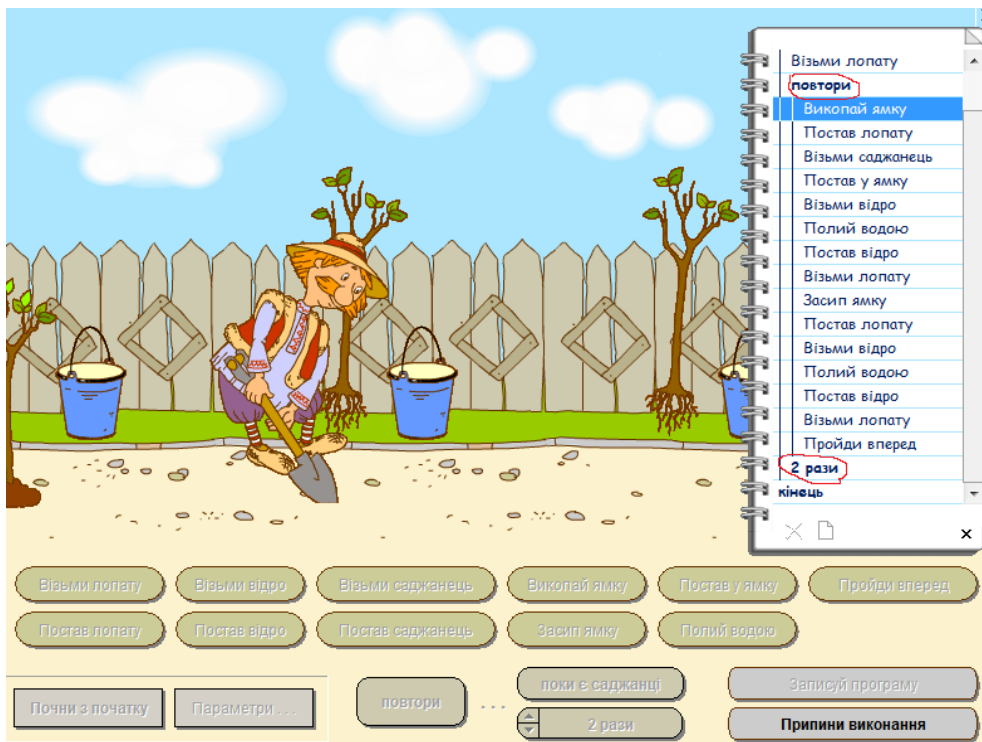 Візьми лопату
повтори
Викопай ямку
Постав лопату
Візьми саджанець
Постав у ямку
Візьми відро
Полий водою
Постав відро
Візьми лопату
Засип ямку
Постав лопату
Візьми відро
Полий водою
Постав відро
Візьми лопату
Пройди вперед
2 рази
кінець
Візьми лопату Візьми відро Візьми саджанець Викопай ямку Постав у ямку Пройди вперед
Постав лопату Постав відро Постав саджанець Засип ямку Полий водою
поки є саджанці Записуй програму
Почни з початку Параметри . . . повтори . . .
2 рази Припини виконання